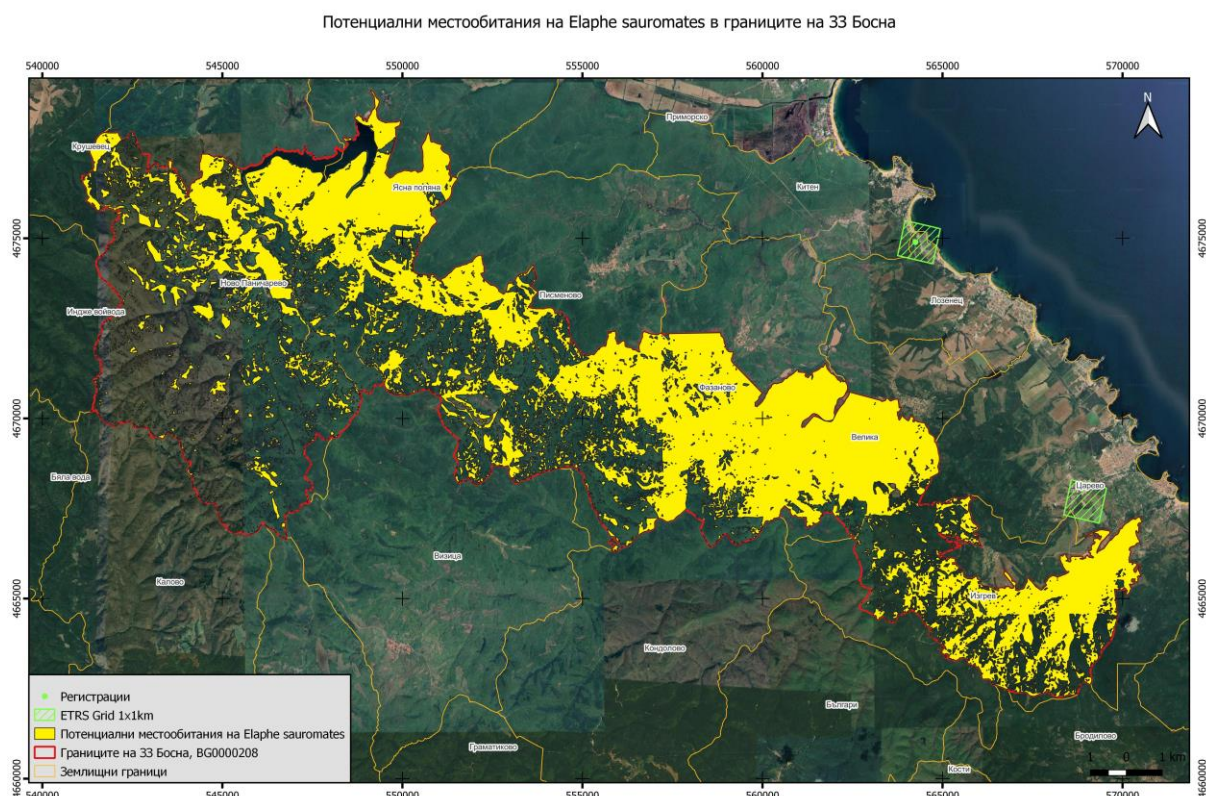 Потенциални местообитания на Elaphe sauromates в границите на ЗЗ Босна
540000 545000 550000 555000 560000 565000 570000
N
Приморско
Крушевец
Китен
Ясна поляна
4675000 4675000
Ново Паничарево
Писменово
Лозенец
Индже войвода
Фазаново
4670000 4670000
Велика
Бяла вода
Царево
Визица
Калово
Изгрев
4665000 4665000
Кондолово
Българи
Бродилово
Граматиково
Кости
1 0 1 km
Регистрации
ETRS Grid 1x1km
Потенциални местообитания на Elaphe sauromates
Границите на ЗЗ Босна, BG0000208
Землищни граници
4660000 4660000
540000 545000 550000 555000 560000 565000 570000